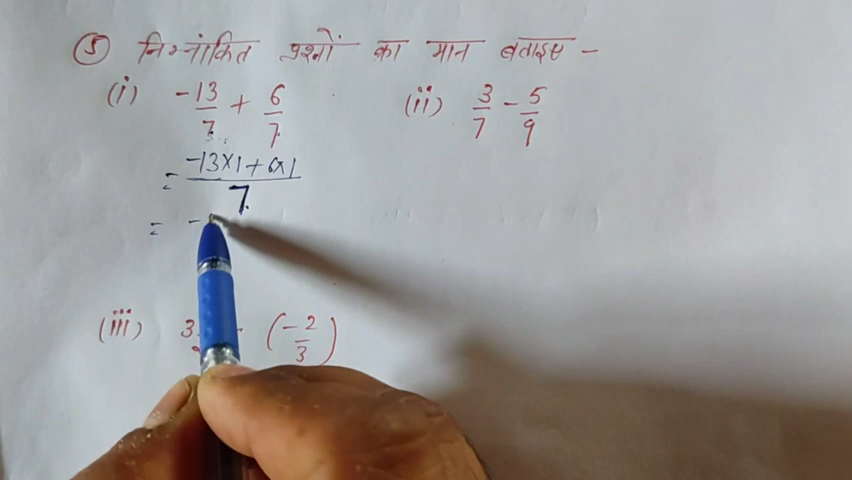 (5) निम्नांकित प्रश्नों का मान बताइए -
(i) -13/7 + 6/7 (ii) 3/7 - 5/9
= -13×1 + 6×1 / 7
= -
(iii) 3 (-2/3)